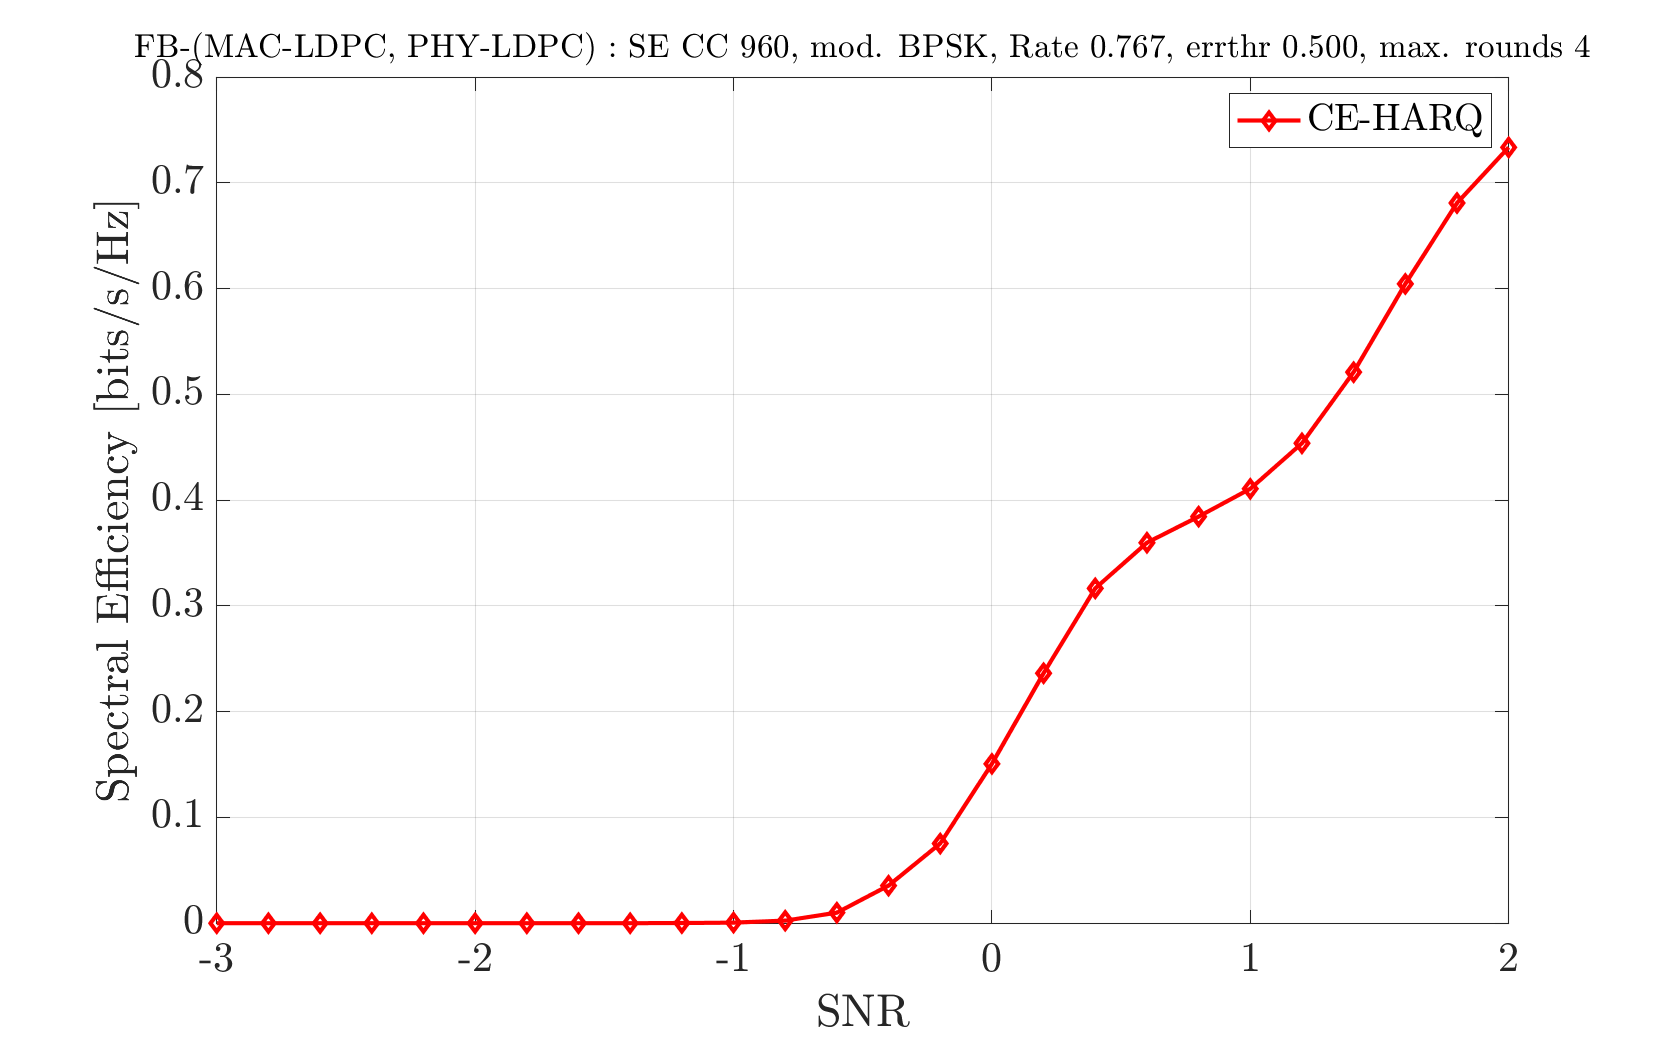 FB-(MAC-LDPC, PHY-LDPC) : SE CC 960, mod. BPSK, Rate 0.767, errthr 0.500, max. rounds 4
CE-HARQ
Spectral Efficiency [bits/s/Hz]
0.8
0.7
0.6
0.5
0.4
0.3
0.2
0.1
0
-3 -2 -1 0 1 2
SNR